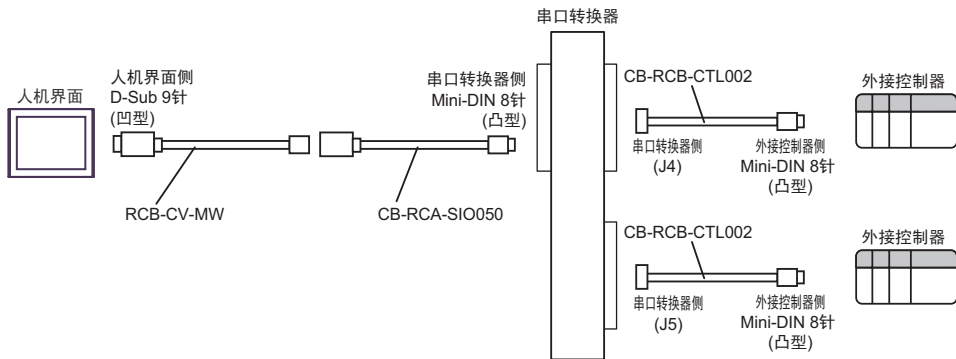 串口转换器
人机界面
人机界面侧
D-Sub 9针
(凹型)
RCB-CV-MW
串口转换器侧
Mini-DIN 8针
(凸型)
CB-RCA-SIO050
CB-RCB-CTL002
串口转换器侧
(J4)
外接控制器侧
Mini-DIN 8针
(凸型)
外接控制器
CB-RCB-CTL002
串口转换器侧
(J5)
外接控制器侧
Mini-DIN 8针
(凸型)
外接控制器